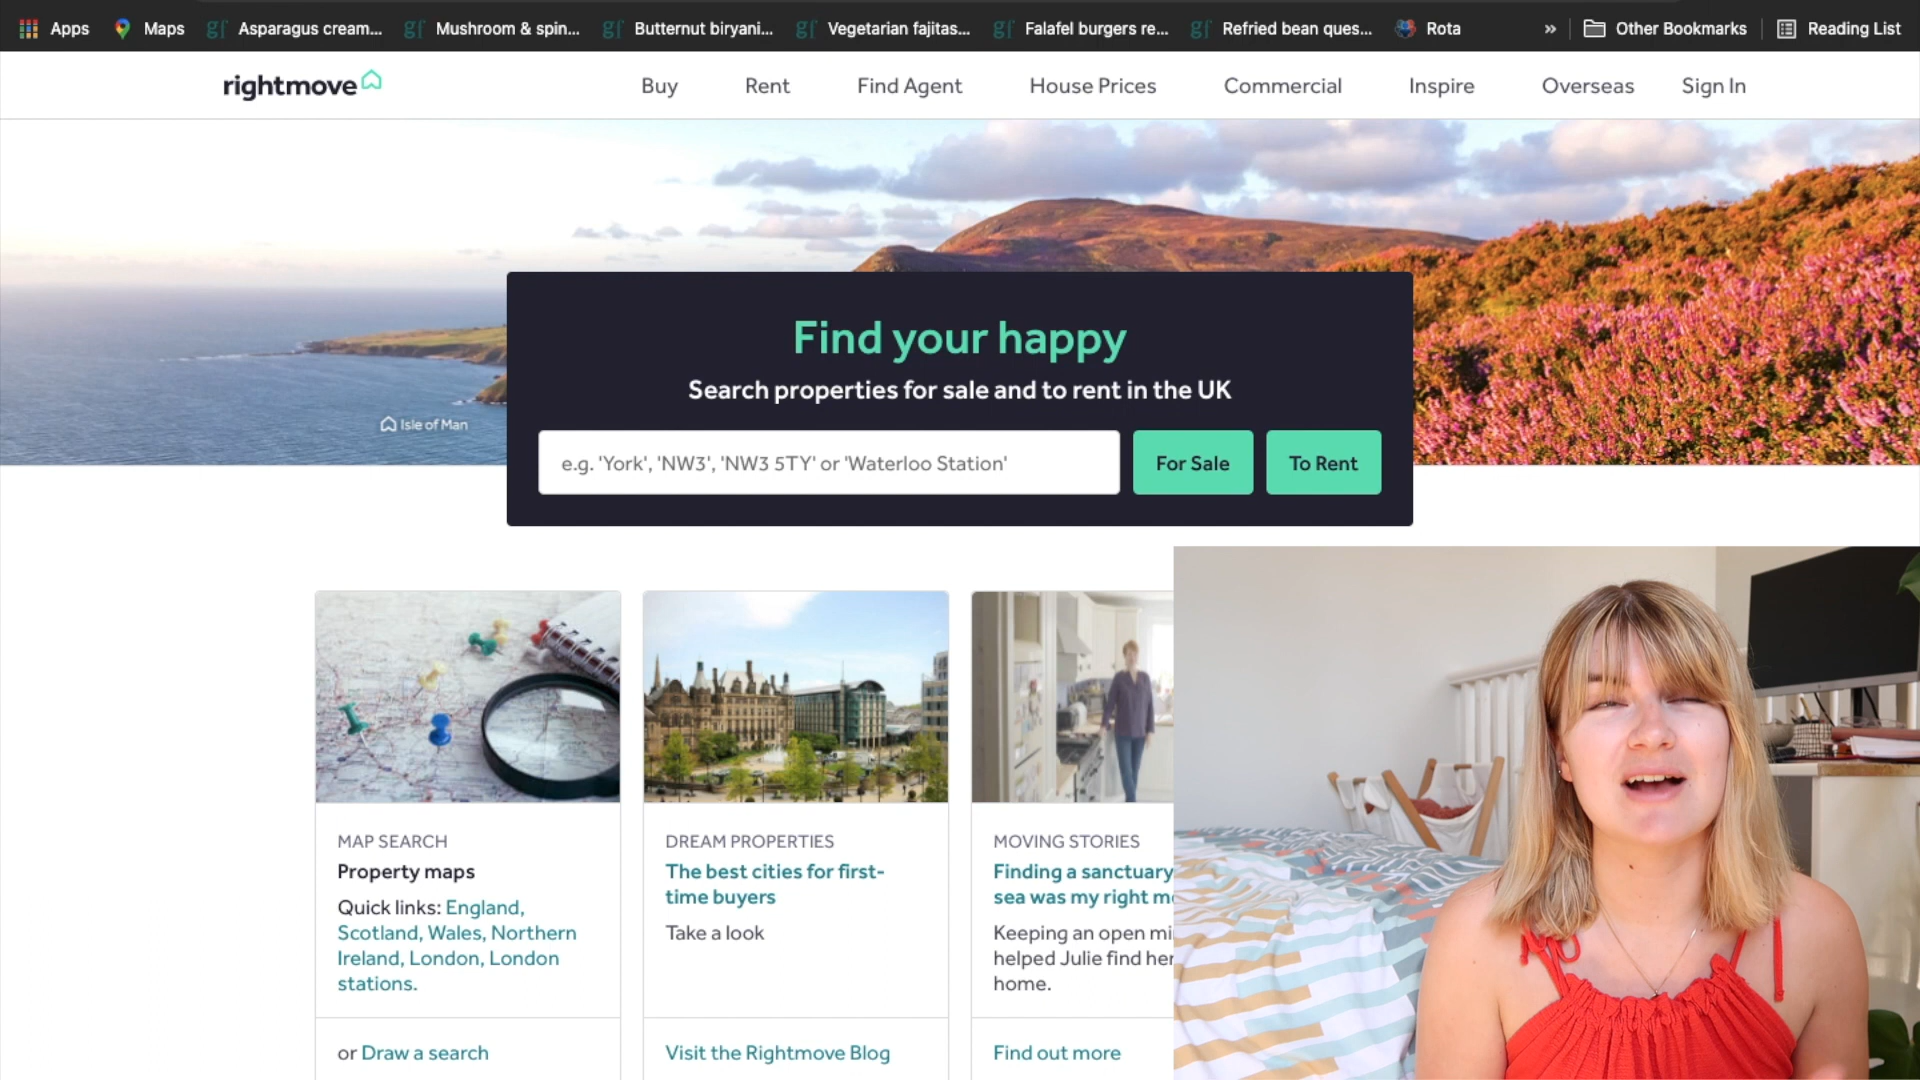 Apps Maps Asparagus cream... Mushroom & spin... Butternut biryani... Vegetarian fajitas... Falafel burgers re... Refried bean ques... Rota » Other Bookmarks Reading List
rightmove Buy Rent Find Agent House Prices Commercial Inspire Overseas Sign In
Find your happy
Search properties for sale and to rent in the UK
Isle of Man
e.g. 'York', 'NW3', 'NW3 5TY' or 'Waterloo Station' For Sale To Rent
MAP SEARCH
Property maps
Quick links: England,
Scotland, Wales, Northern
Ireland, London, London
stations.
or Draw a search
DREAM PROPERTIES
The best cities for first-
time buyers
Take a look
Visit the Rightmove Blog
MOVING STORIES
Finding a sanctuary
sea was my right
Keeping an open
helped Julie find
home.
Find out more